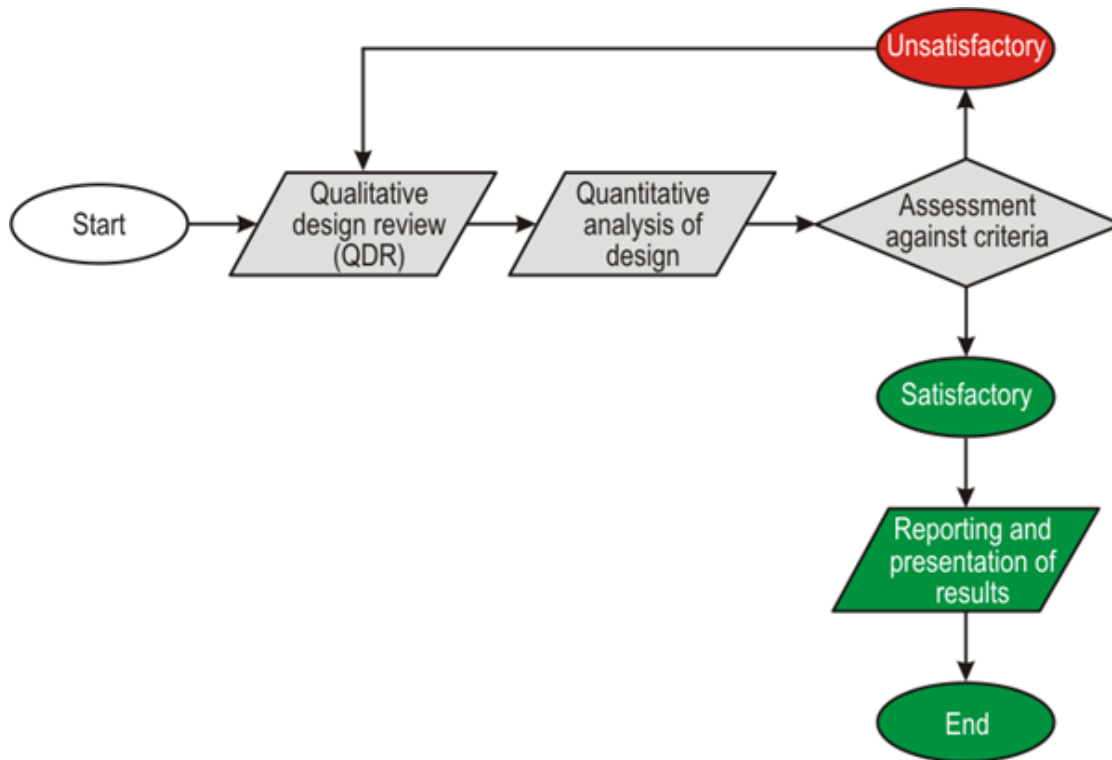 Unsatisfactory
Start
Qualitative
design review
(QDR)
Quantitative
analysis of
design
Assessment
against criteria
Satisfactory
Reporting and
presentation of
results
End